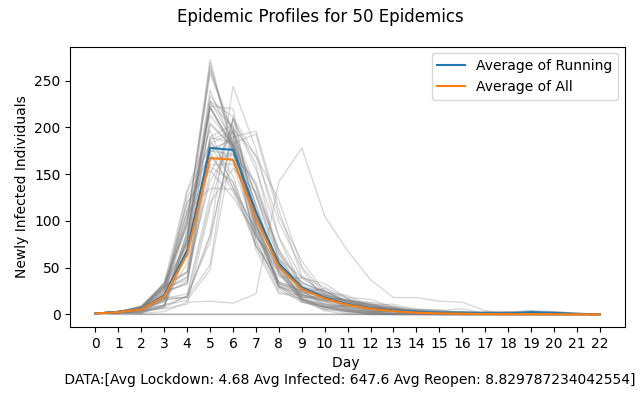 Epidemic Profiles for 50 Epidemics
Average of Running
Average of All
Newly Infected Individuals
250
200
150
100
50
0
0 1 2 3 4 5 6 7 8 9 10 11 12 13 14 15 16 17 18 19 20 21 22
Day
DATA:[Avg Lockdown: 4.68 Avg Infected: 647.6 Avg Reopen: 8.829787234042554]